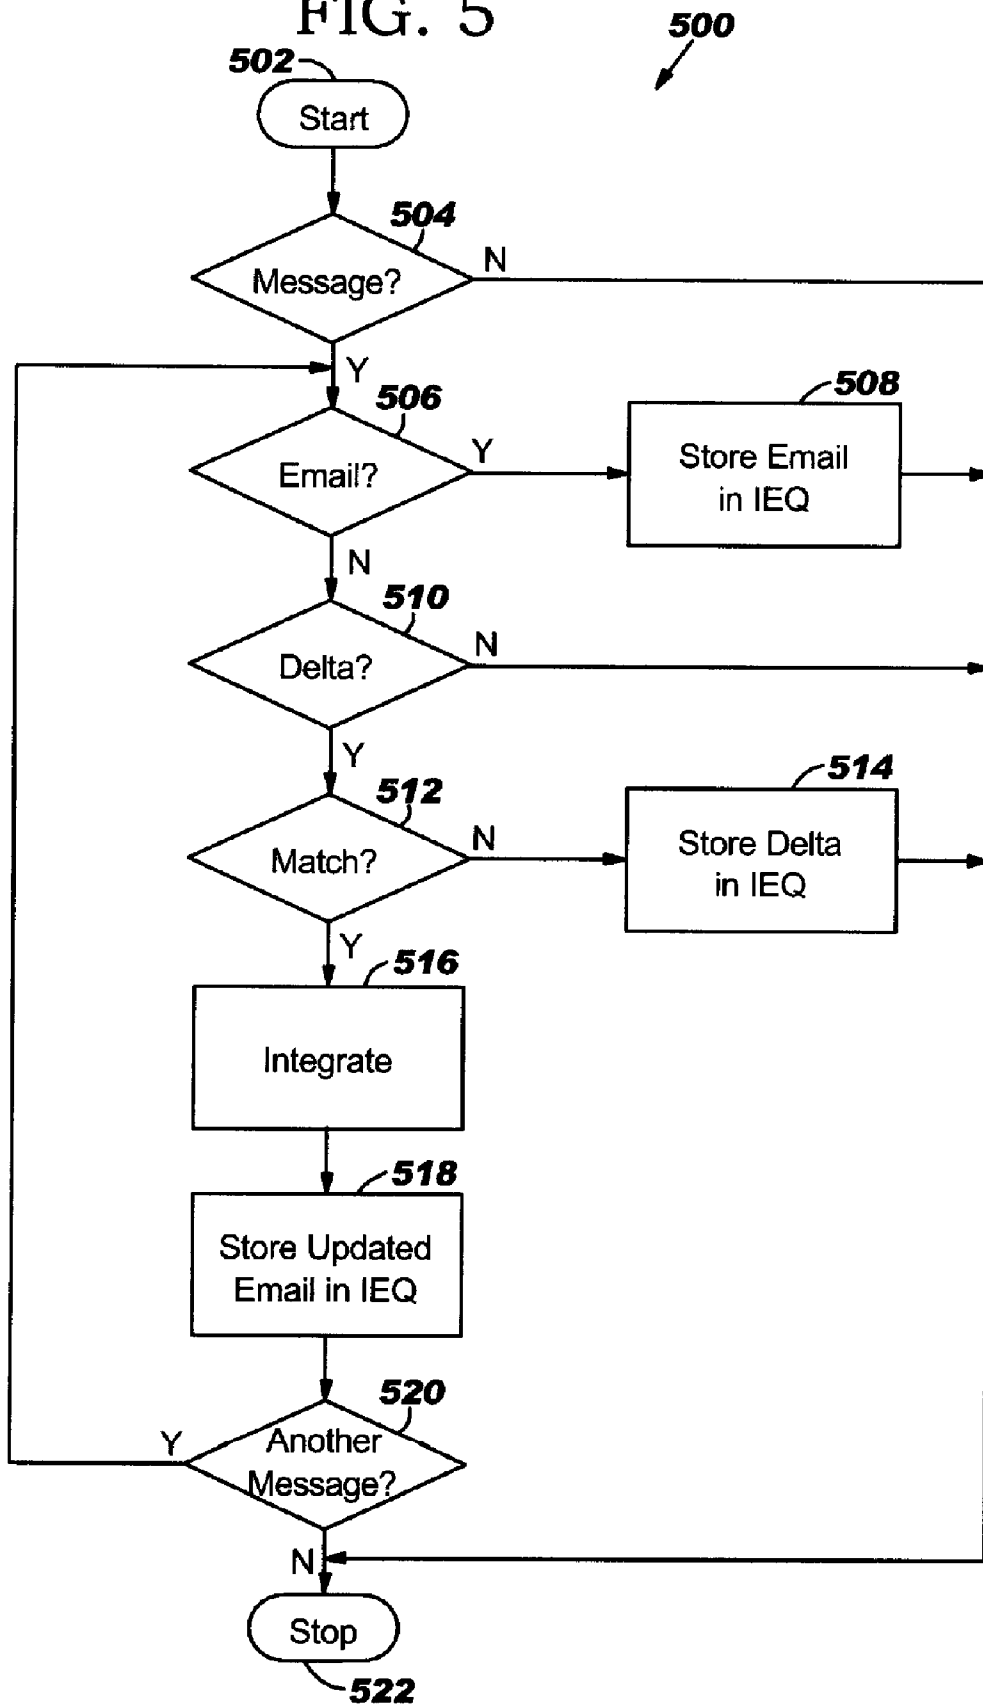 FIG. 5
500
502
Start
504
Message?
N
Y
506
Email?
Y
508
Store Email
in IEQ
N
510
Delta?
N
Y
512
Match?
N
514
Store Delta
in IEQ
Y
516
Integrate
518
Store Updated
Email in IEQ
520
Another
Message?
Y
N
Stop
522